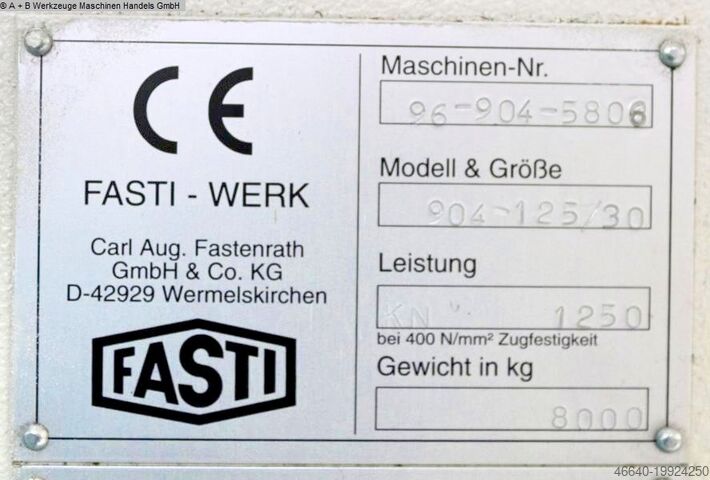 © A + B Werkzeuge Maschinen Handels GmbH
CE
FASTI - WERK
Carl Aug. Fastenrath
GmbH & Co. KG
D-42929 Wermelskirchen
FASTI
Maschinen-Nr.
96-904-5806
Modell & Größe
904-125/30
Leistung
KN 1250
bei 400 N/mm² Zugfestigkeit
Gewicht in kg
8000
46640-19924250